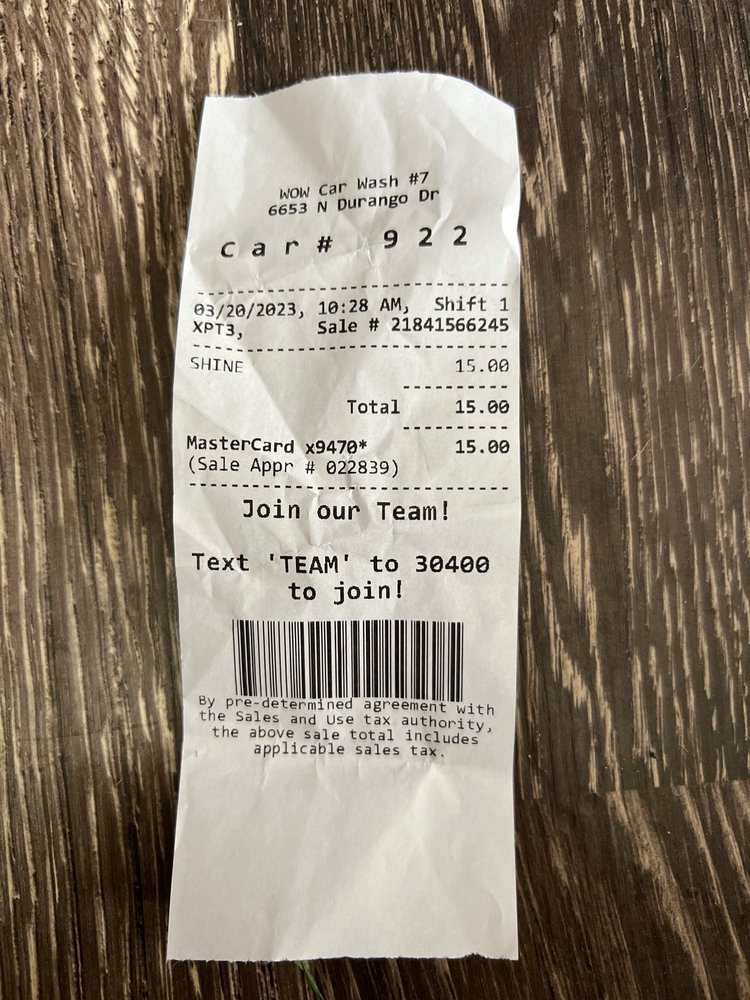 WOW Car Wash #7
6653 N Durango Dr
Car# 922
03/20/2023, 10:28 AM, Shift 1
XPT3, Sale # 21841566245
SHINE 15.00
Total 15.00
MasterCard x9470* 15.00
(Sale Appr # 022839)
Join our Team!
Text 'TEAM' to 30400
to join!
By pre-determined agreement with
the Sales and Use tax authority,
the above sale total includes
applicable sales tax.